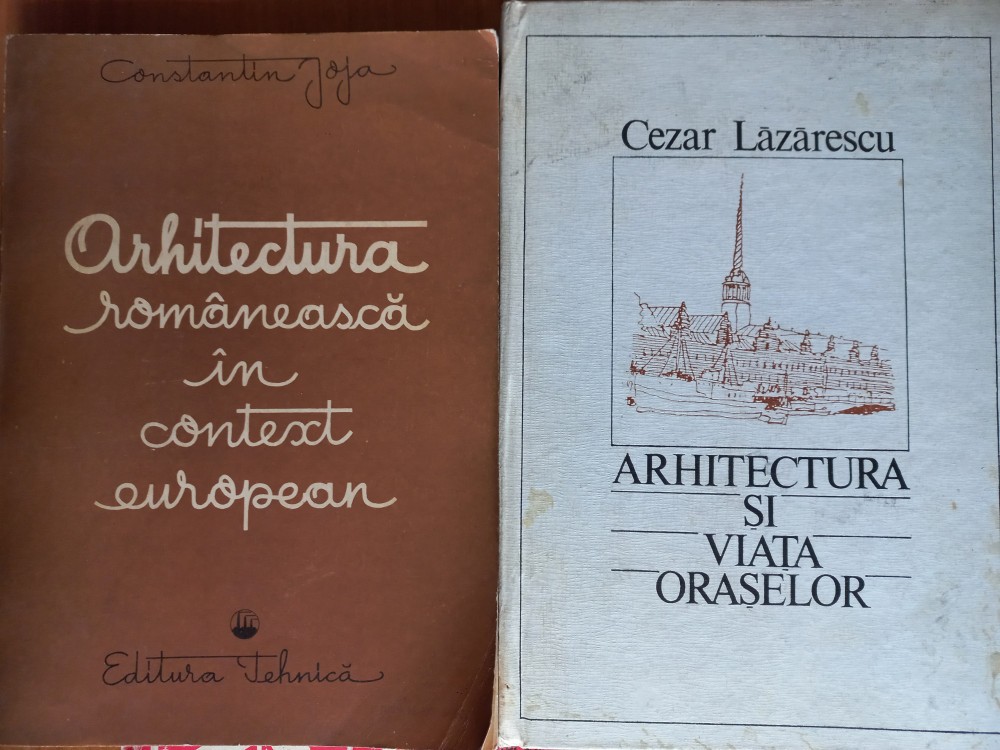 Constantin Joja
Arhitectura
românească
în
context
european
Editura Tehnică
Cezar Lăzărescu
ARHITECTURA
ȘI
VIAȚA
ORAȘELOR